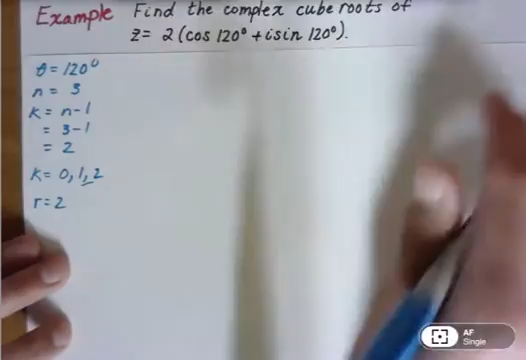 Example Find the complex cube roots of
z= 2 (cos 120° + i sin 120°).
θ = 120°
n = 3
K = n-1
= 3-1
= 2
K = 0, 1, 2
r = 2
AF
Single